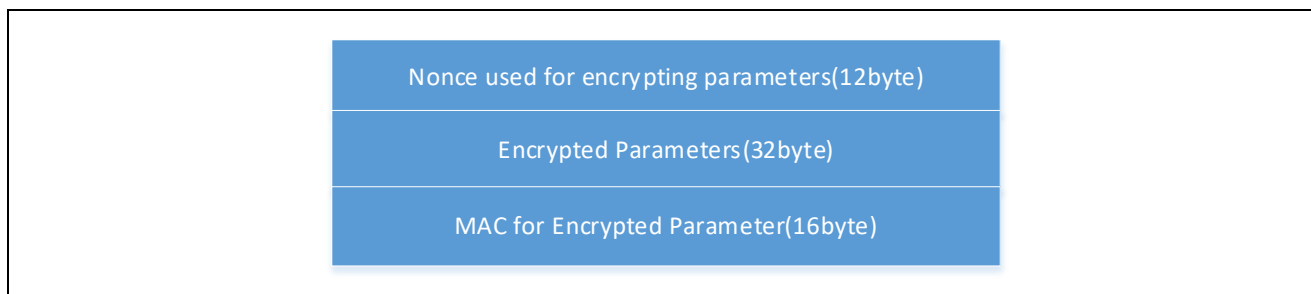 Nonce used for encrypting parameters(12byte)
Encrypted Parameters(32byte)
MAC for Encrypted Parameter(16byte)